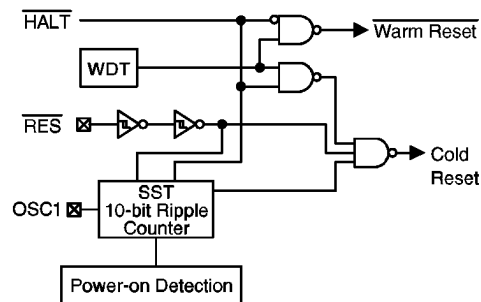 HALT
Warm Reset
WDT
RES
Cold
Reset
SST
OSC1
10-bit Ripple
Counter
Power-on Detection